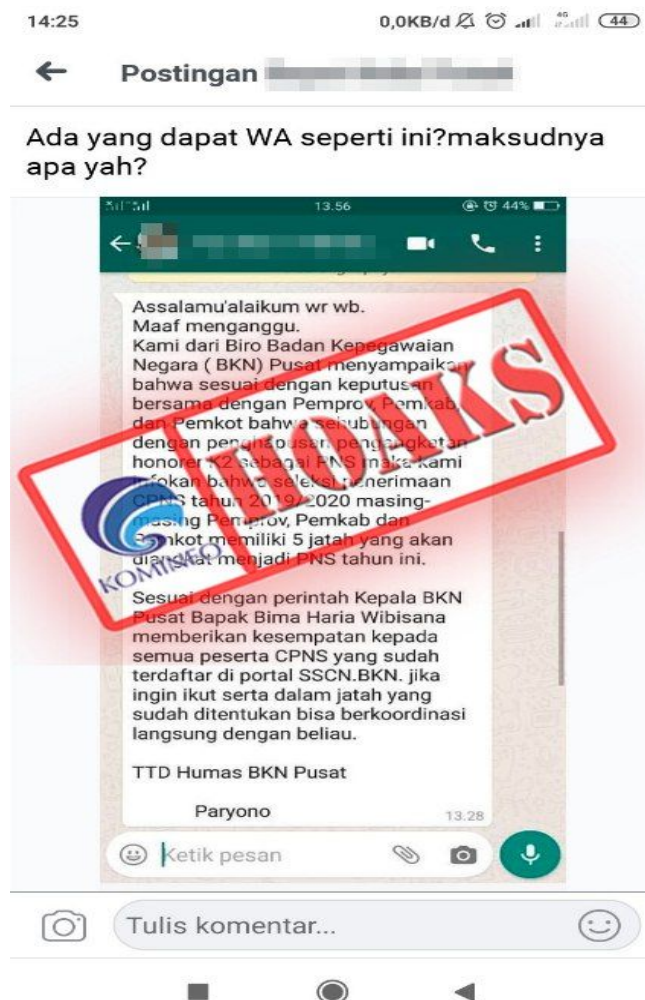 14:25
0,0KB/d
4G
44
Postingan
Ada yang dapat WA seperti ini?maksudnya
apa yah?
13.56
44%
Assalamu'alaikum wr wb.
Maaf menganggu.
Kami dari Biro Badan Kepegawaian
Negara ( BKN) Pusat menyampaikan
bahwa sesuai dengan keputusan
bersama dengan Pemprov, Pemkab,
dan Pemkot bahwa sehubungan
dengan penghapusan pengangkatan
honorer K2 sebagai PNS maka kami
infokan bahwa seleksi penerimaan
CPNS tahun 2019/2020 masing-
masing Pemprov, Pemkab dan
Pemkot memiliki 5 jatah yang akan
diangkat menjadi PNS tahun ini.
HOAKS
KOMINFO
Sesuai dengan perintah Kepala BKN
Pusat Bapak Bima Haria Wibisana
memberikan kesempatan kepada
semua peserta CPNS yang sudah
terdaftar di portal SSCN.BKN. jika
ingin ikut serta dalam jatah yang
sudah ditentukan bisa berkoordinasi
langsung dengan beliau.
TTD Humas BKN Pusat
Paryono
13.28
Ketik pesan
Tulis komentar...